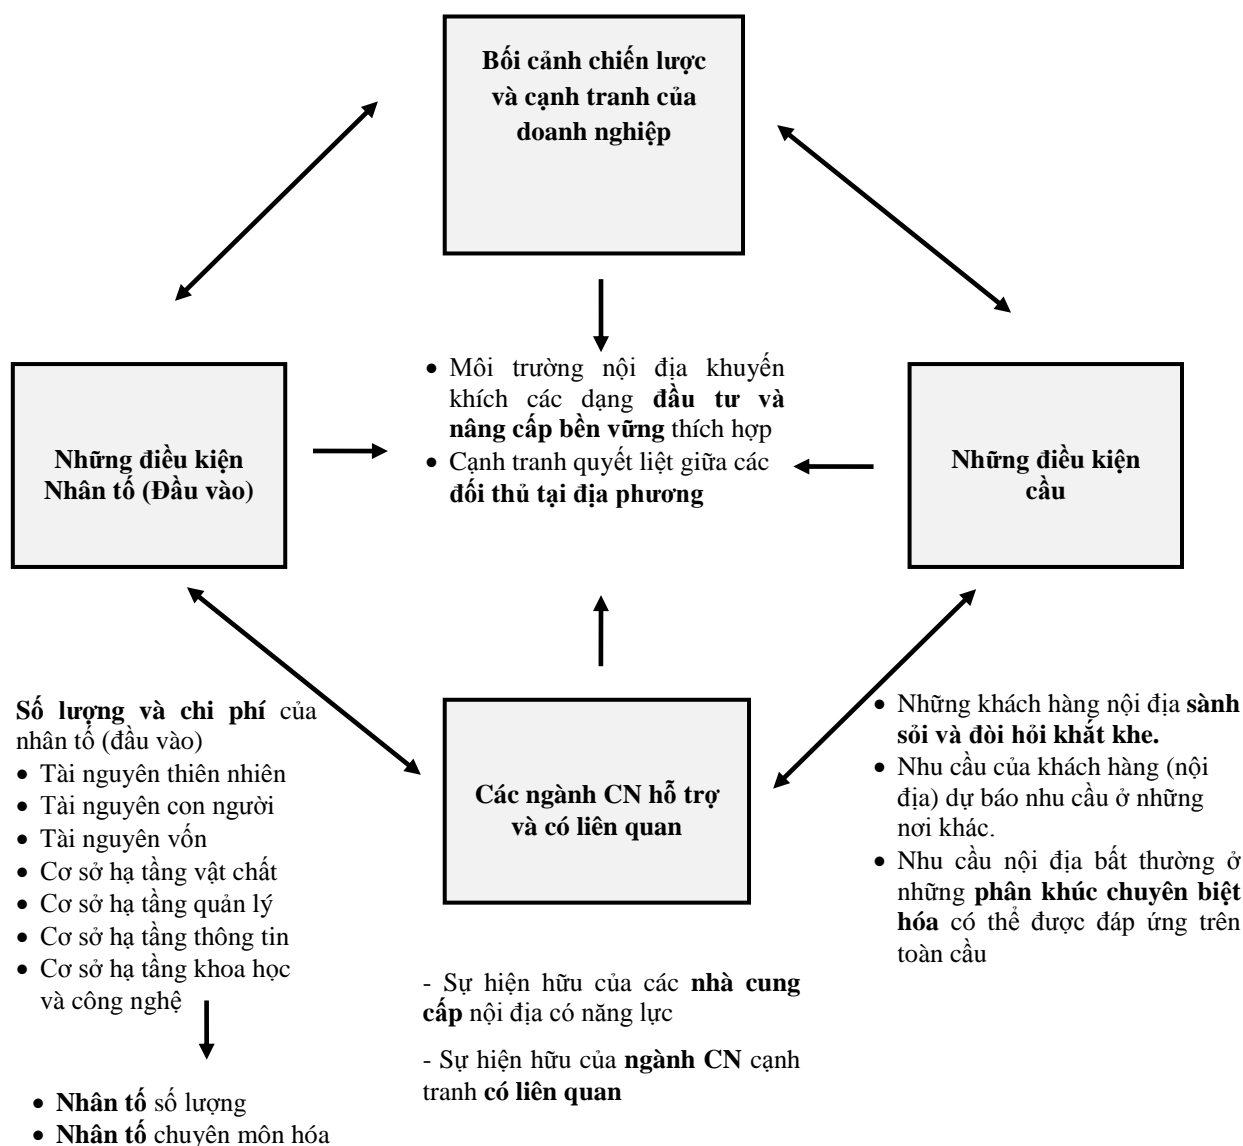 Bối cảnh chiến lược
và cạnh tranh của
doanh nghiệp
Những điều kiện
Nhân tố (Đầu vào)
• Môi trường nội địa khuyến
khích các dạng đầu tư và
nâng cấp bền vững thích hợp
• Cạnh tranh quyết liệt giữa các
đối thủ tại địa phương
Những điều kiện
cầu
Số lượng và chi phí của
nhân tố (đầu vào)
• Tài nguyên thiên nhiên
• Tài nguyên con người
• Tài nguyên vốn
• Cơ sở hạ tầng vật chất
• Cơ sở hạ tầng quản lý
• Cơ sở hạ tầng thông tin
• Cơ sở hạ tầng khoa học
và công nghệ
• Nhân tố số lượng
• Nhân tố chuyên môn hóa
Các ngành CN hỗ trợ
và có liên quan
- Sự hiện hữu của các nhà cung
cấp nội địa có năng lực
- Sự hiện hữu của ngành CN cạnh
tranh có liên quan
• Những khách hàng nội địa sành
sỏi và đòi hỏi khắt khe.
• Nhu cầu của khách hàng (nội
địa) dự báo nhu cầu ở những
nơi khác.
• Nhu cầu nội địa bất thường ở
những phân khúc chuyên biệt
hóa có thể được đáp ứng trên
toàn cầu